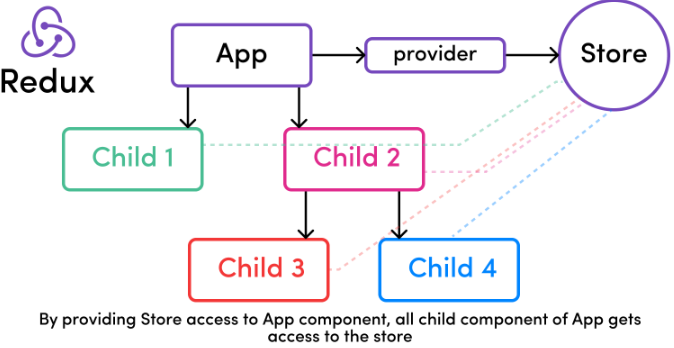 App
provider
Store
Redux
Child 1
Child 2
Child 3
Child 4
By providing Store access to App component, all child component of App gets
access to the store